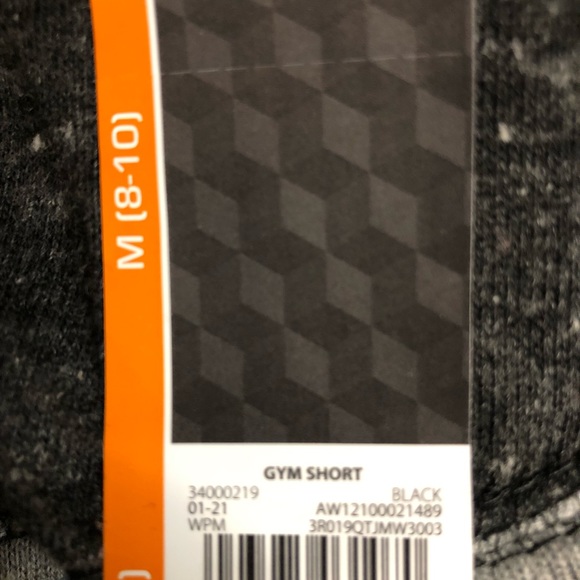 M (8-10)
GYM SHORT
34000219 BLACK
01-21 AW12100021489
WPM 3R019QTJMW3003
)